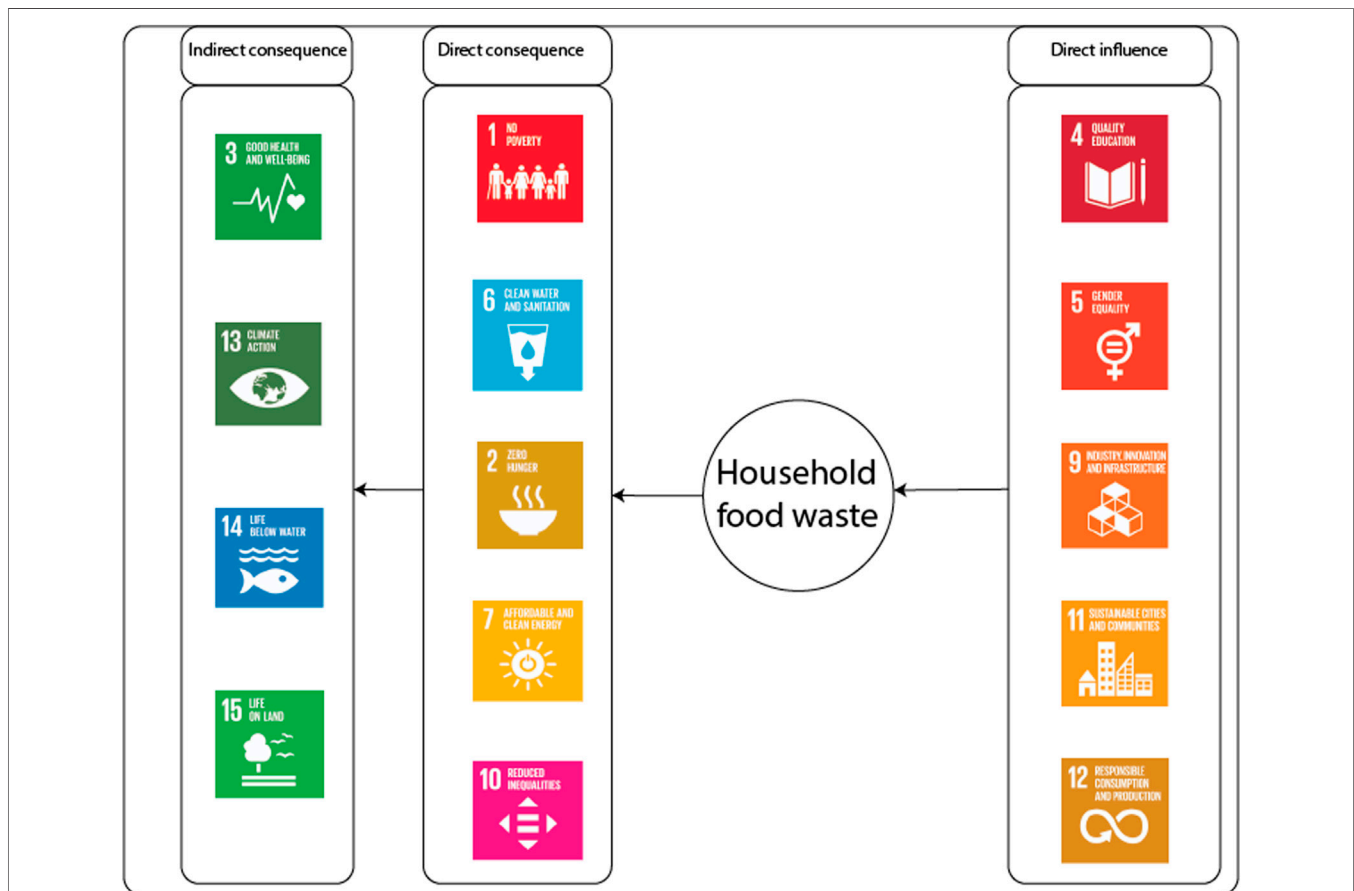 Indirect consequence
Direct consequence
Direct influence
3 GOOD HEALTH
AND WELL-BEING
13 CLIMATE
ACTION
14 LIFE
BELOW WATER
15 LIFE
ON LAND
1 NO
POVERTY
6 CLEAN WATER
AND SANITATION
2 ZERO
HUNGER
7 AFFORDABLE AND
CLEAN ENERGY
10 REDUCED
INEQUALITIES
Household
food waste
4 QUALITY
EDUCATION
5 GENDER
EQUALITY
9 INDUSTRY, INNOVATION
AND INFRASTRUCTURE
11 SUSTAINABLE CITIES
AND COMMUNITIES
12 RESPONSIBLE
CONSUMPTION
AND PRODUCTION